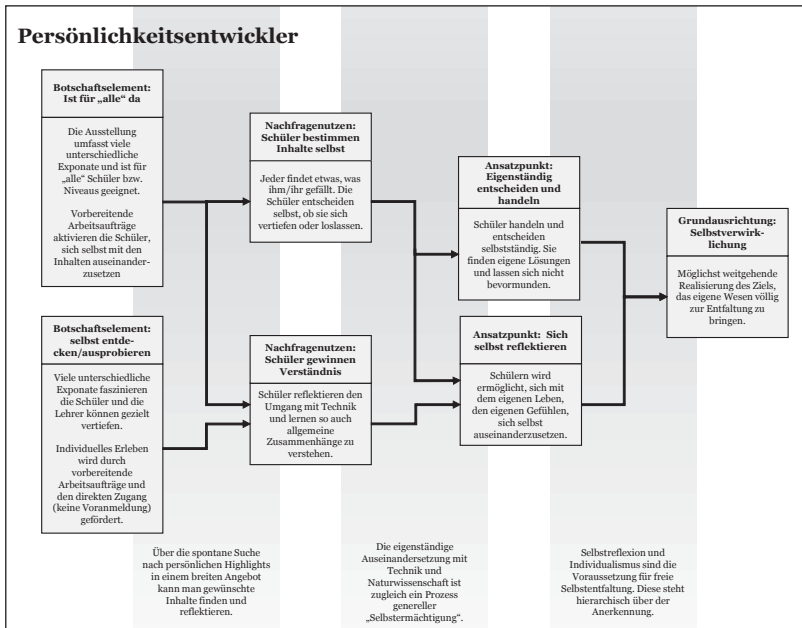 Persönlichkeitsentwickler
Botschaftselement:
Ist für „alle“ da
Die Ausstellung
umfasst viele
unterschiedliche
Exponate und ist für
„alle“ Schüler bzw.
Niveaus geeignet.
Vorbereitende
Arbeitsaufträge
aktivieren die Schüler,
sich selbst mit den
Inhalten auseinander-
zusetzen
Botschaftselement:
selbst entde-
cken/ausprobieren
Viele unterschiedliche
Exponate faszinieren
die Schüler und die
Lehrer können gezielt
vertiefen.
Individuelles Erleben
wird durch
vorbereitende
Arbeitsaufträge und
den direkten Zugang
(keine Voranmeldung)
gefördert.
Nachfragenutzen:
Schüler bestimmen
Inhalte selbst
Jeder findet etwas, was
ihm/ihr gefällt. Die
Schüler entscheiden
selbst, ob sie sich
vertiefen oder loslassen.
Nachfragenutzen:
Schüler gewinnen
Verständnis
Schüler reflektieren den
Umgang mit Technik
und lernen so auch
allgemeine
Zusammenhänge zu
verstehen.
Ansatzpunkt:
Eigenständig
entscheiden und
handeln
Schüler handeln und
entscheiden
selbstständig. Sie
finden eigene Lösungen
und lassen sich nicht
bevormunden.
Ansatzpunkt: Sich
selbst reflektieren
Schülern wird
ermöglicht, sich mit
dem eigenen Leben,
den eigenen Gefühlen,
sich selbst
auseinanderzusetzen.
Grundausrichtung:
Selbstverwirk-
lichung
Möglichst weitgehende
Realisierung des Ziels,
das eigene Wesen völlig
zur Entfaltung zu
bringen.
Über die spontane Suche
nach persönlichen Highlights
in einem breiten Angebot
kann man gewünschte
Inhalte finden und
reflektieren.
Die eigenständige
Auseinandersetzung mit
Technik und
Naturwissenschaft ist
zugleich ein Prozess
genereller
„Selbstermächtigung“.
Selbstreflexion und
Individualismus sind die
Voraussetzung für freie
Selbstentfaltung. Diese steht
hierarchisch über der
Anerkennung.